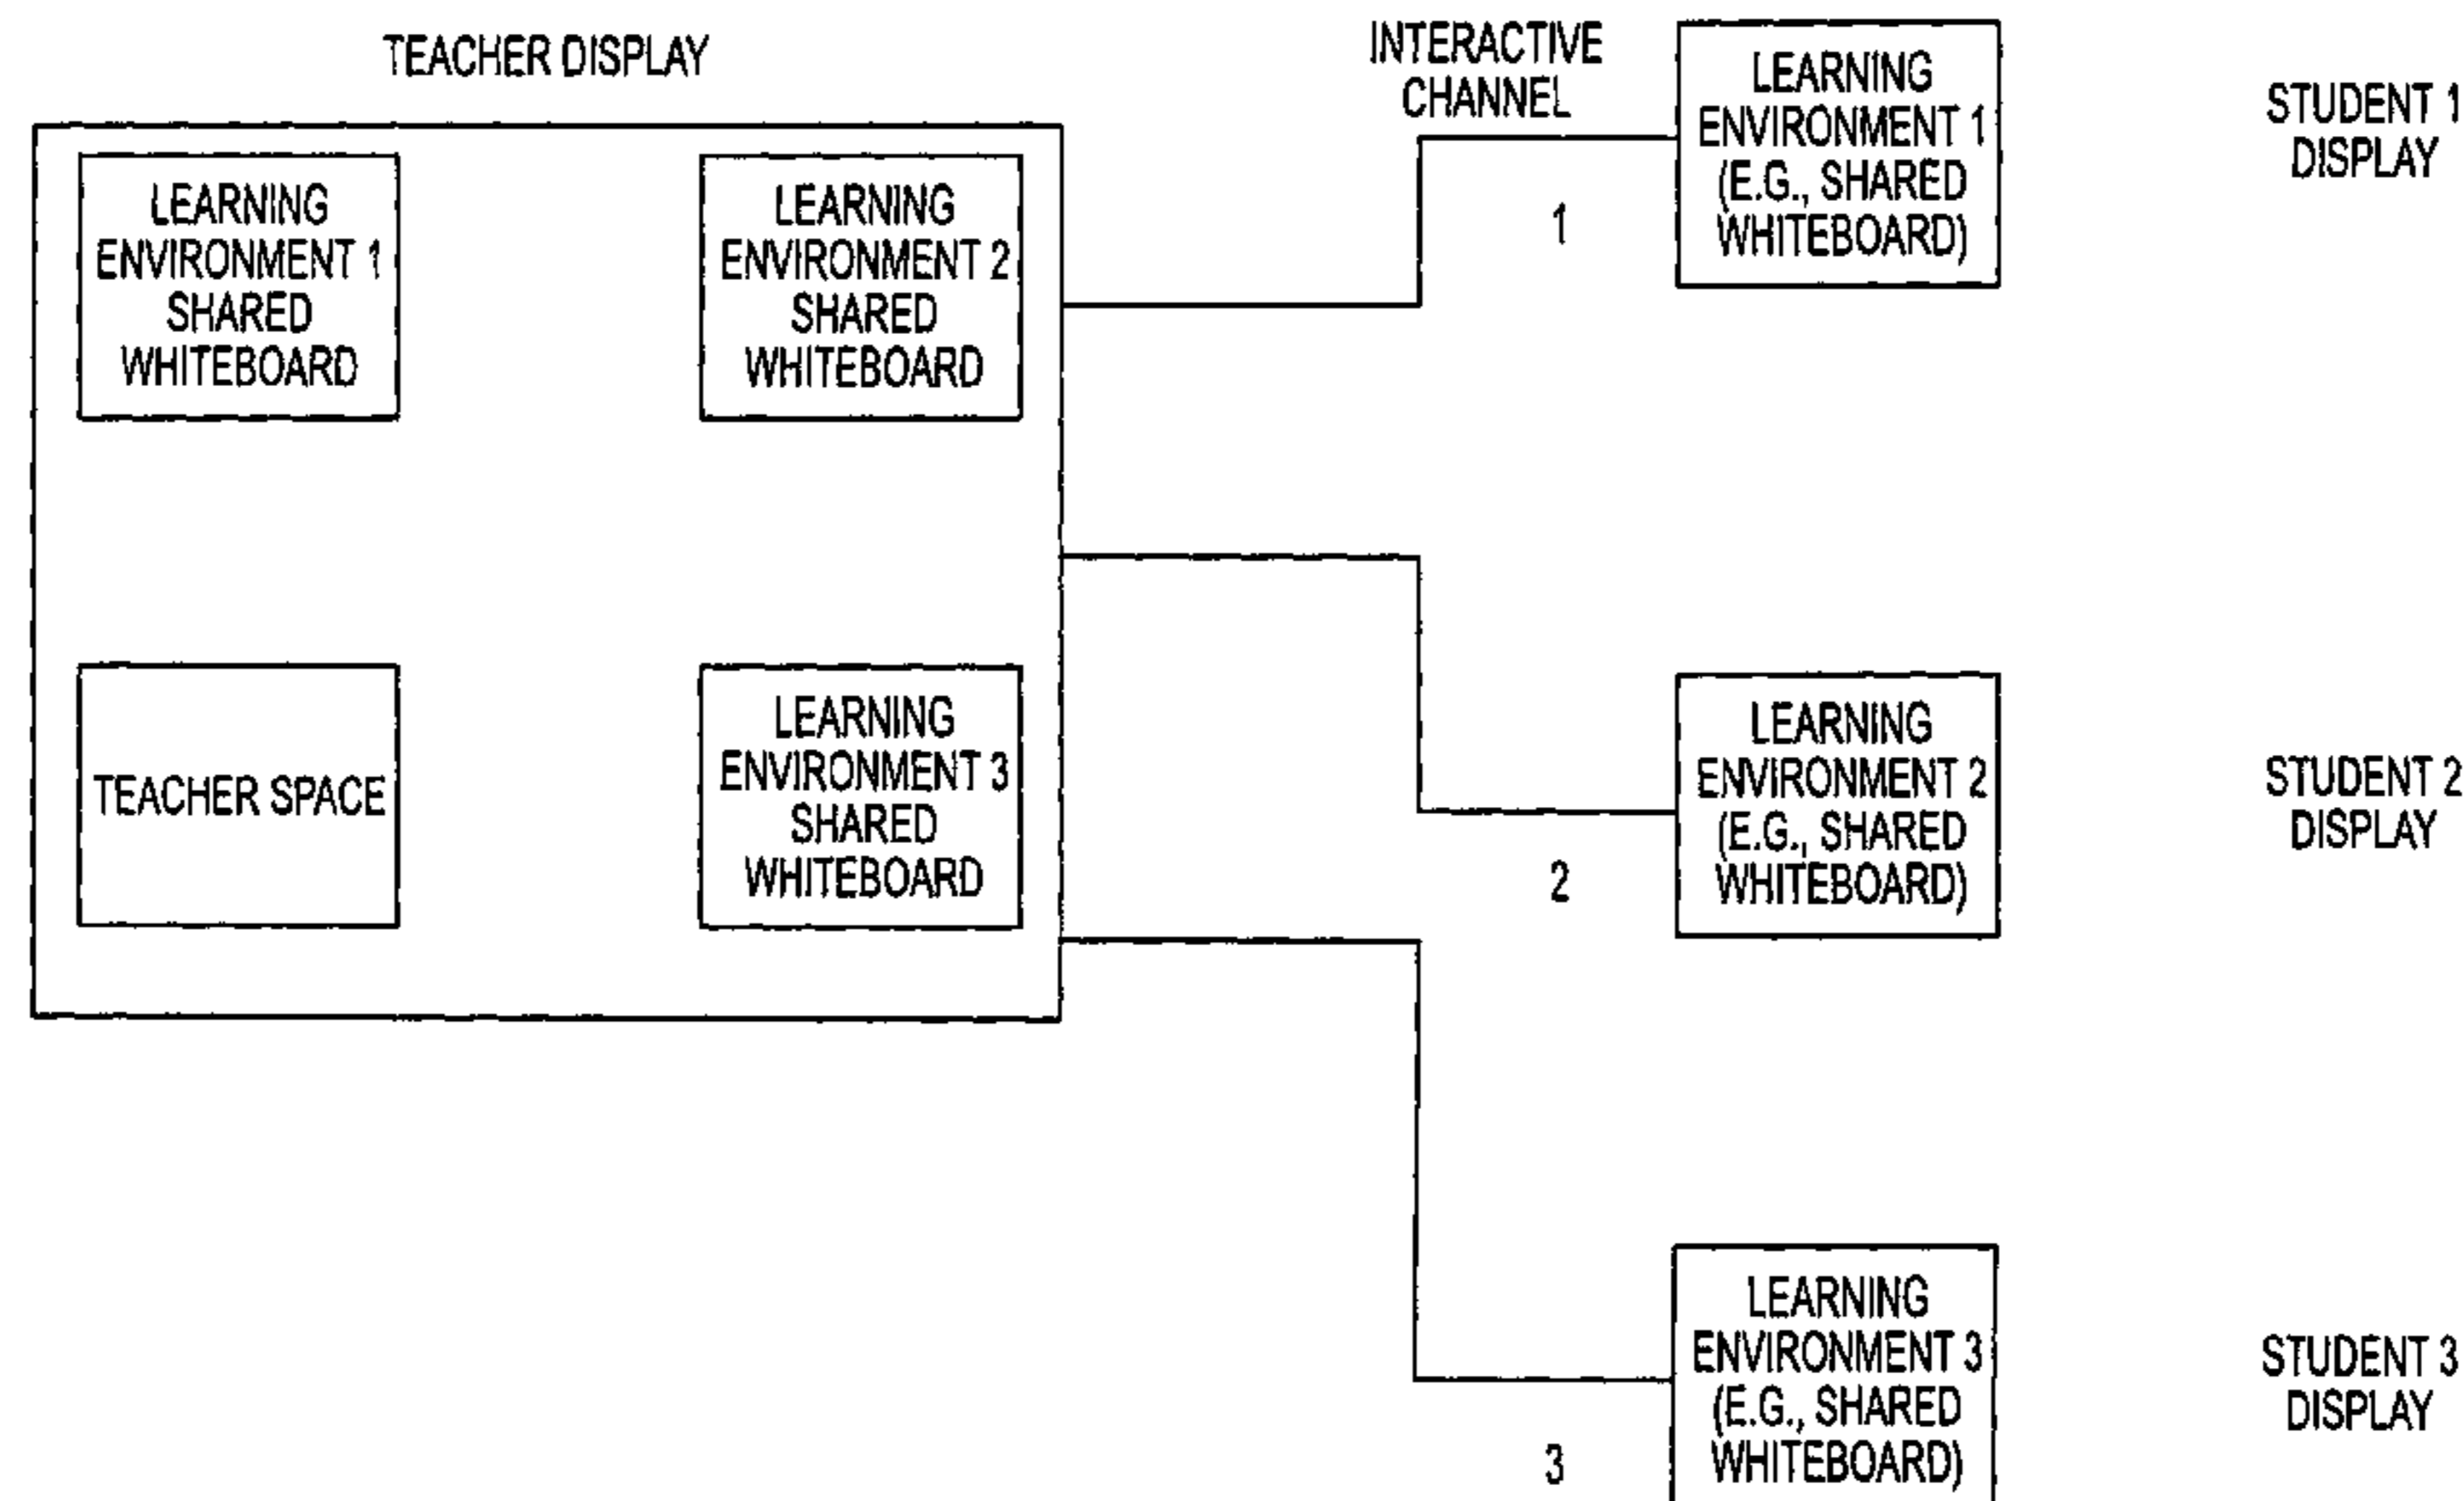 TEACHER DISPLAY
LEARNING
ENVIRONMENT 1
SHARED
WHITEBOARD
LEARNING
ENVIRONMENT 2
SHARED
WHITEBOARD
TEACHER SPACE
LEARNING
ENVIRONMENT 3
SHARED
WHITEBOARD
INTERACTIVE
CHANNEL
1
LEARNING
ENVIRONMENT 1
(E.G., SHARED
WHITEBOARD)
STUDENT 1
DISPLAY
2
LEARNING
ENVIRONMENT 2
(E.G., SHARED
WHITEBOARD)
STUDENT 2
DISPLAY
3
LEARNING
ENVIRONMENT 3
(E.G., SHARED
WHITEBOARD)
STUDENT 3
DISPLAY